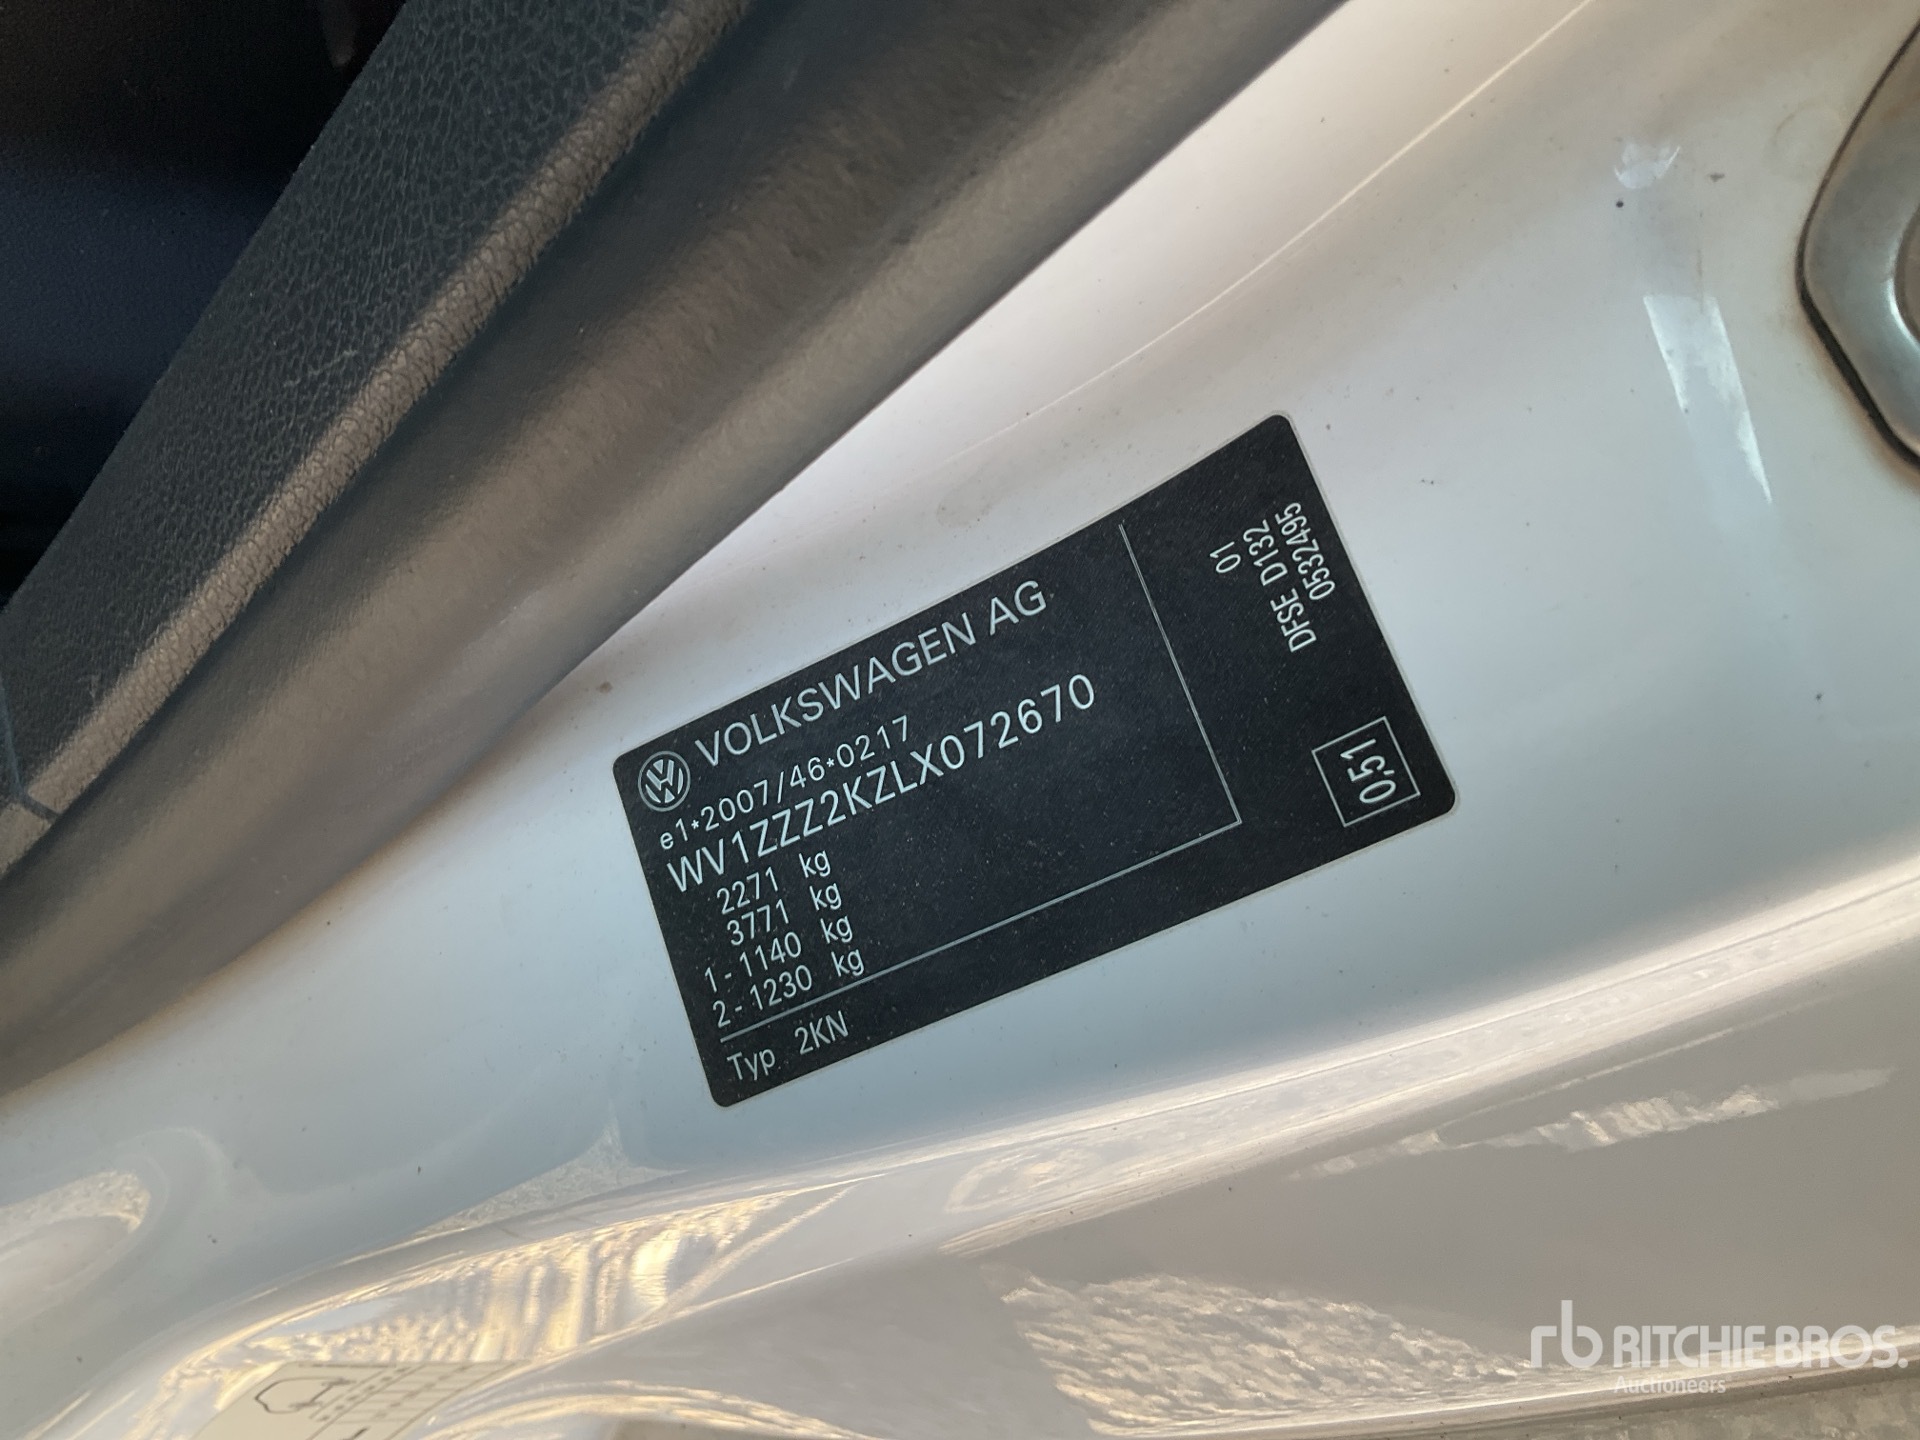 VOLKSWAGEN AG
e1*2007/46*0217
WV1ZZZ2KZLX072670
2271 kg
3771 kg
1-1140 kg
2-1230 kg
Typ 2KN
01
DFSE D132
0532495
0,51
rb RITCHIE BROS.
Auctioneers